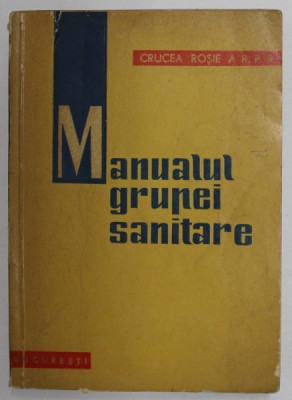 CRUCEA ROȘIE A R.P.R.
Manualul
grupei
sanitare
BUCUREȘTI